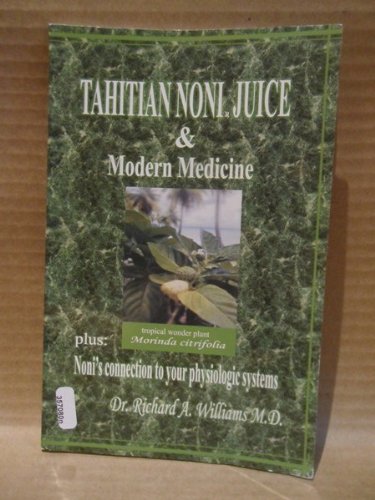 TAHITIAN NONI® JUICE
&
Modern Medicine
tropical wonder plant
Morinda citrifolia
plus:
Noni's connection to your physiologic systems
Dr. Richard A. Williams M.D.